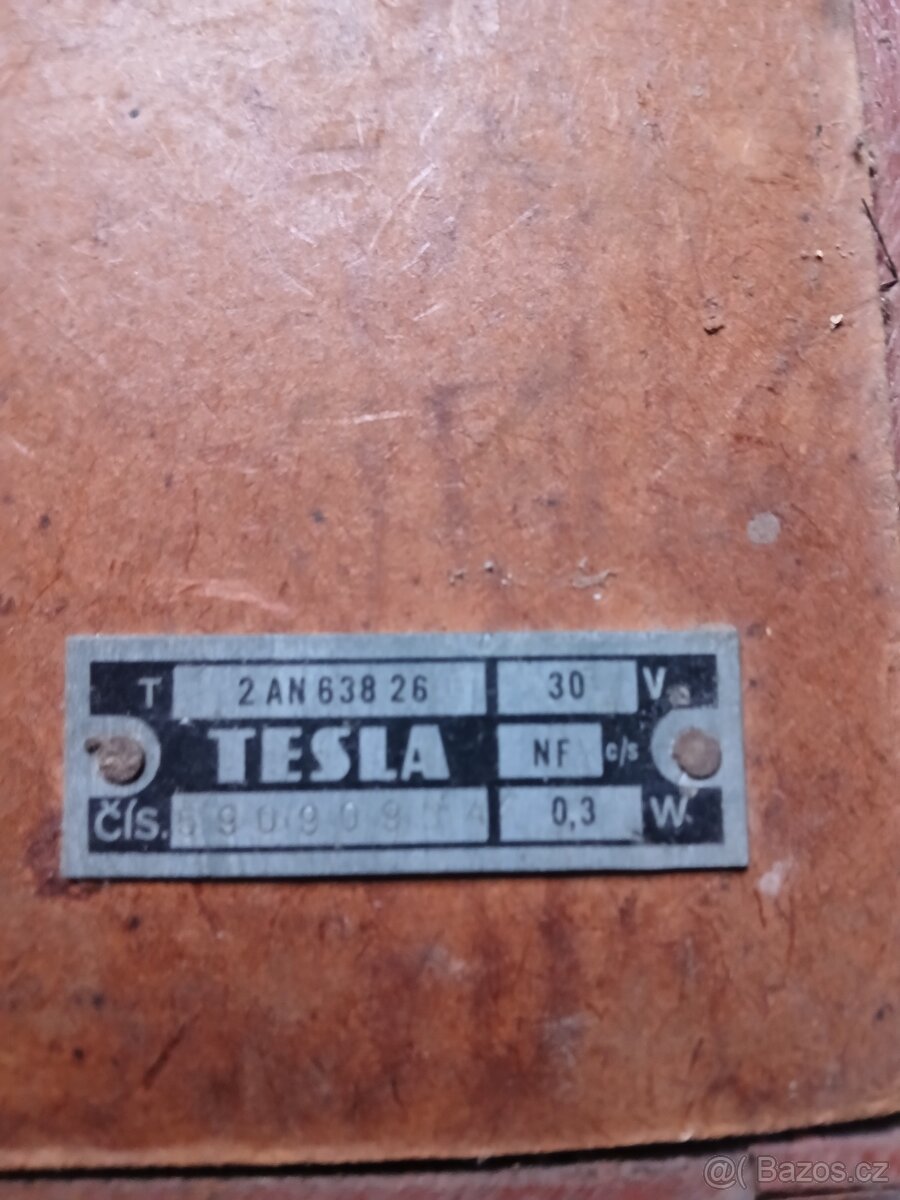 T 2 AN 638 26 30 V
TESLA NF c/s
Čís. 0,3 W
@( Bazos.cz